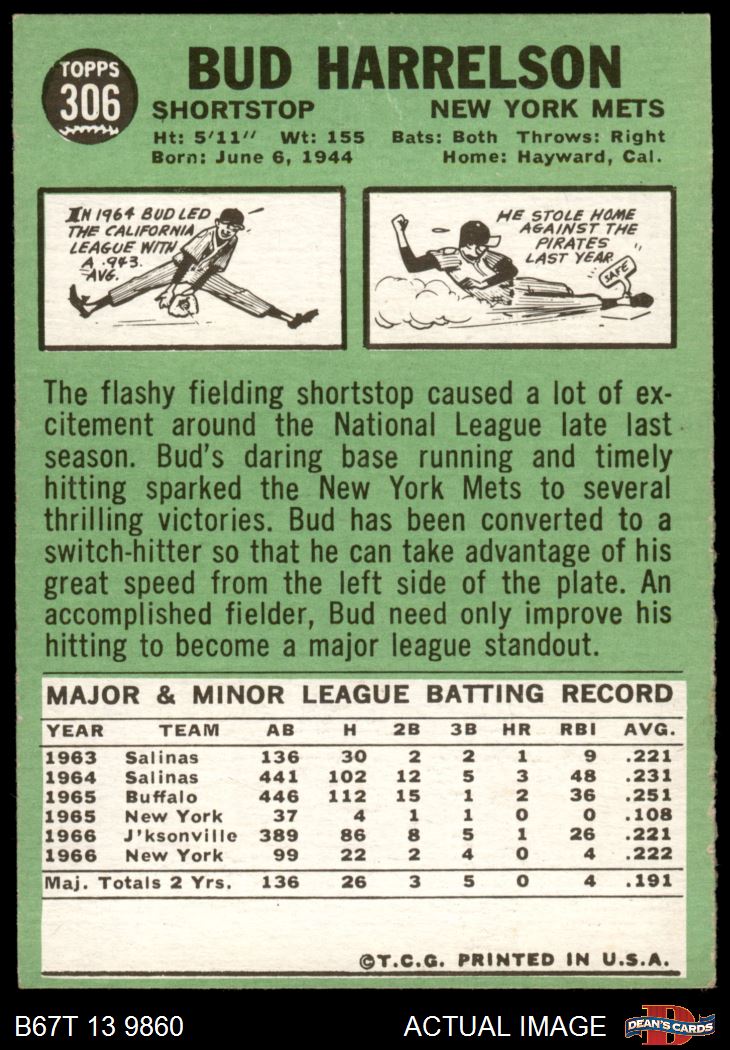 TOPPS
306
BUD HARRELSON
SHORTSTOP NEW YORK METS
Ht: 5'11" Wt: 155 Bats: Both Throws: Right
Born: June 6, 1944 Home: Hayward, Cal.
IN 1964 BUD LED
THE CALIFORNIA
LEAGUE WITH
A .943
AVG.
HE STOLE HOME
AGAINST THE
PIRATES
LAST YEAR
SAFE
The flashy fielding shortstop caused a lot of ex-
citement around the National League late last
season. Bud's daring base running and timely
hitting sparked the New York Mets to several
thrilling victories. Bud has been converted to a
switch-hitter so that he can take advantage of his
great speed from the left side of the plate. An
accomplished fielder, Bud need only improve his
hitting to become a major league standout.
MAJOR & MINOR LEAGUE BATTING RECORD
YEAR TEAM AB H 2B 3B HR RBI AVG.
1963 Salinas 136 30 2 2 1 9 .221
1964 Salinas 441 102 12 5 3 48 .231
1965 Buffalo 446 112 15 1 2 36 .251
1965 New York 37 4 1 1 0 0 .108
1966 J'ksonville 389 86 8 5 1 26 .221
1966 New York 99 22 2 4 0 4 .222
Maj. Totals 2 Yrs. 136 26 3 5 0 4 .191
©T.C.G. PRINTED IN U.S.A.
B67T 13 9860 ACTUAL IMAGE
D
DEAN'S CARDS